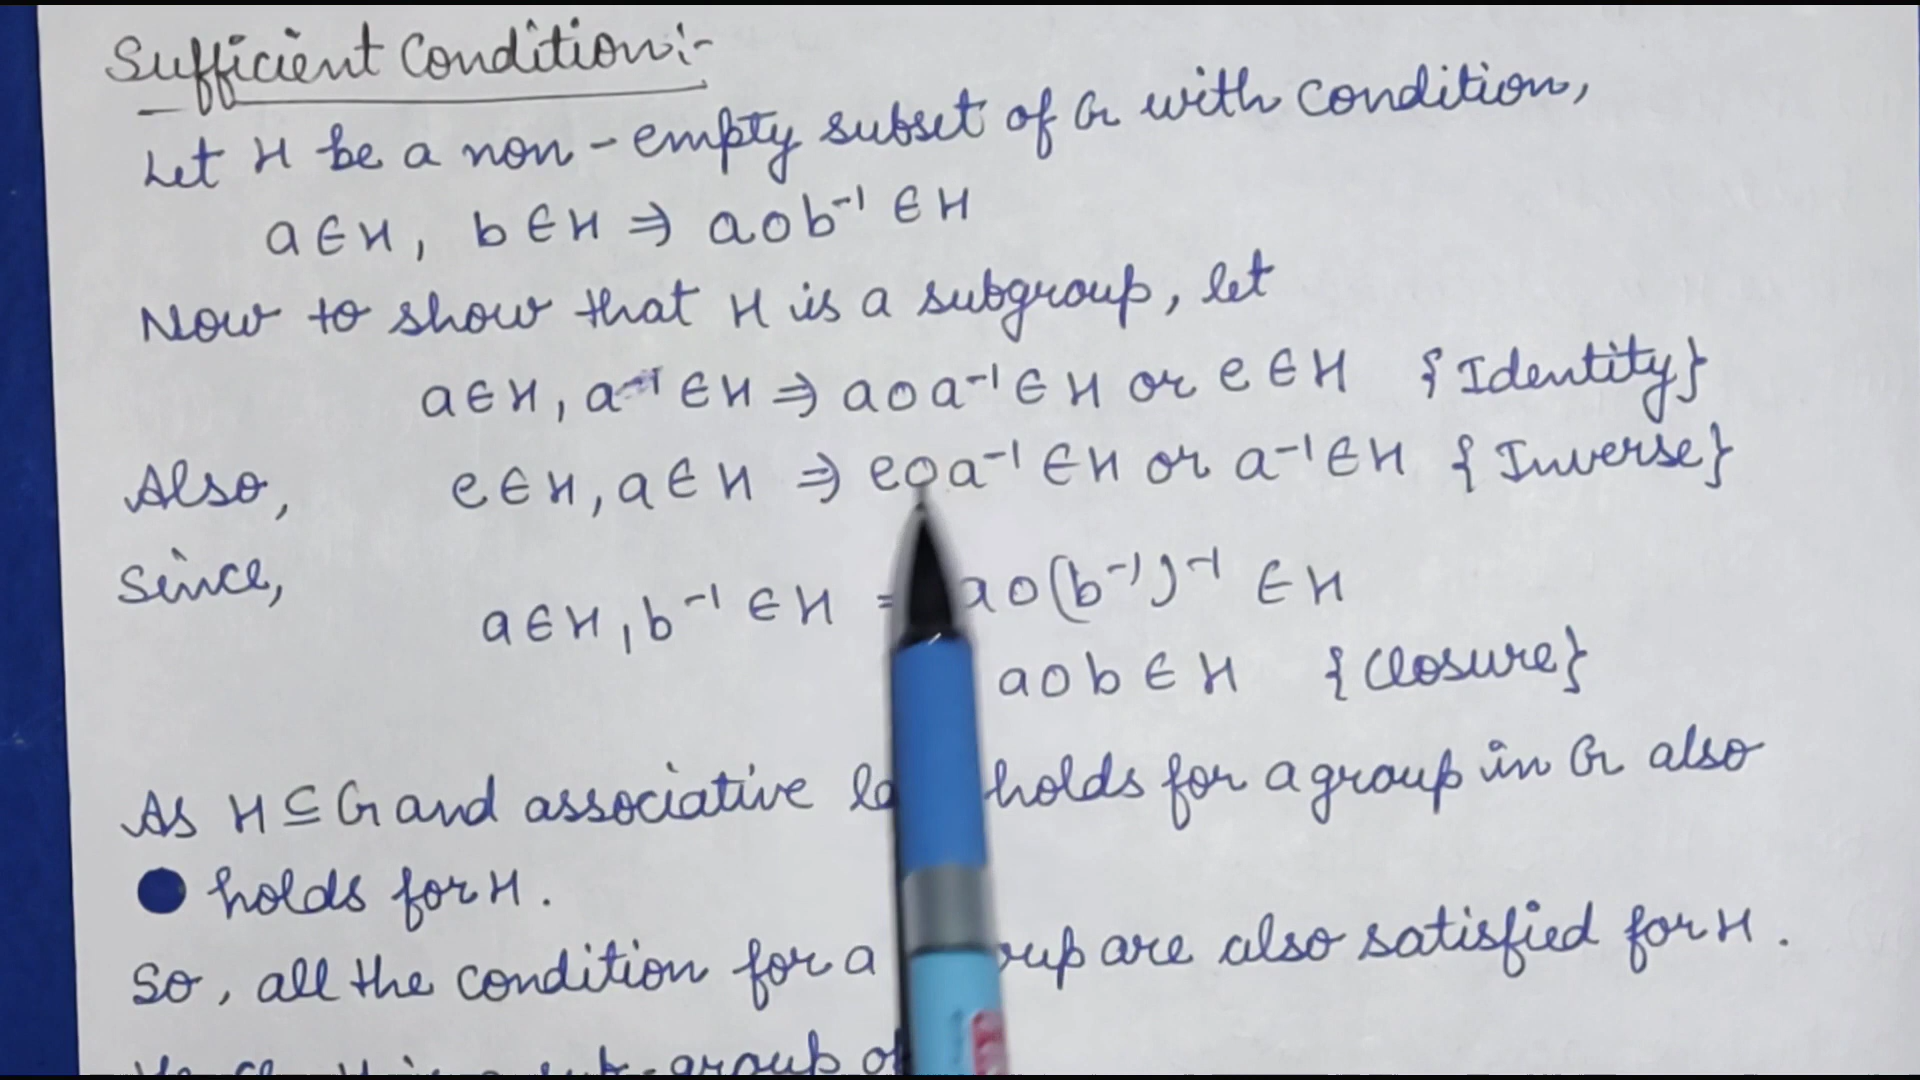 Sufficient Condition:-
Let H be a non-empty subset of G with condition,
a∈H, b∈H ⇒ aob⁻¹ ∈H
Now to show that H is a subgroup, let
a∈H, a⁻¹∈H ⇒ aoa⁻¹∈H or e∈H {Identity}
Also, e∈H, a∈H ⇒ eoa⁻¹∈H or a⁻¹∈H {Inverse}
Since,
a∈H, b⁻¹∈H ao(b⁻¹)⁻¹ ∈H
aob∈H {Closure}
As H⊆G and associative holds for a group in G also
holds for H.
So, all the condition for a are also satisfied for H.
sub-group